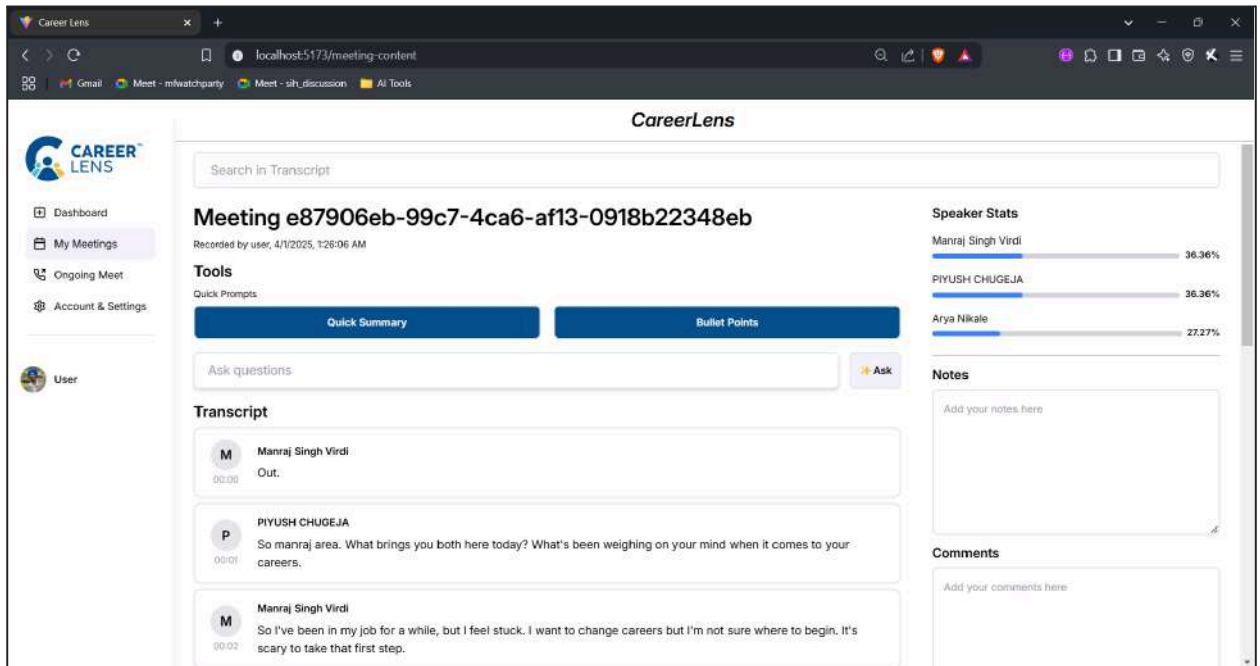 Career Lens
localhost:5173/meeting-content
Gmail
Meet - mfwatchparty
Meet - sih_discussion
AI Tools
CareerLens
CAREER™
LENS
Dashboard
My Meetings
Ongoing Meet
Account & Settings
User
Search in Transcript
Meeting e87906eb-99c7-4ca6-af13-0918b22348eb
Recorded by user, 4/1/2025, 1:26:06 AM
Tools
Quick Prompts
Quick Summary
Bullet Points
Ask questions
Ask
Transcript
M
00:00
Manraj Singh Virdi
Out.
P
00:01
PIYUSH CHUGEJA
So manraj area. What brings you both here today? What's been weighing on your mind when it comes to your
careers.
M
00:02
Manraj Singh Virdi
So I've been in my job for a while, but I feel stuck. I want to change careers but I'm not sure where to begin. It's
scary to take that first step.
Speaker Stats
Manraj Singh Virdi
36.36%
PIYUSH CHUGEJA
36.36%
Arya Nikale
27.27%
Notes
Add your notes here
Comments
Add your comments here